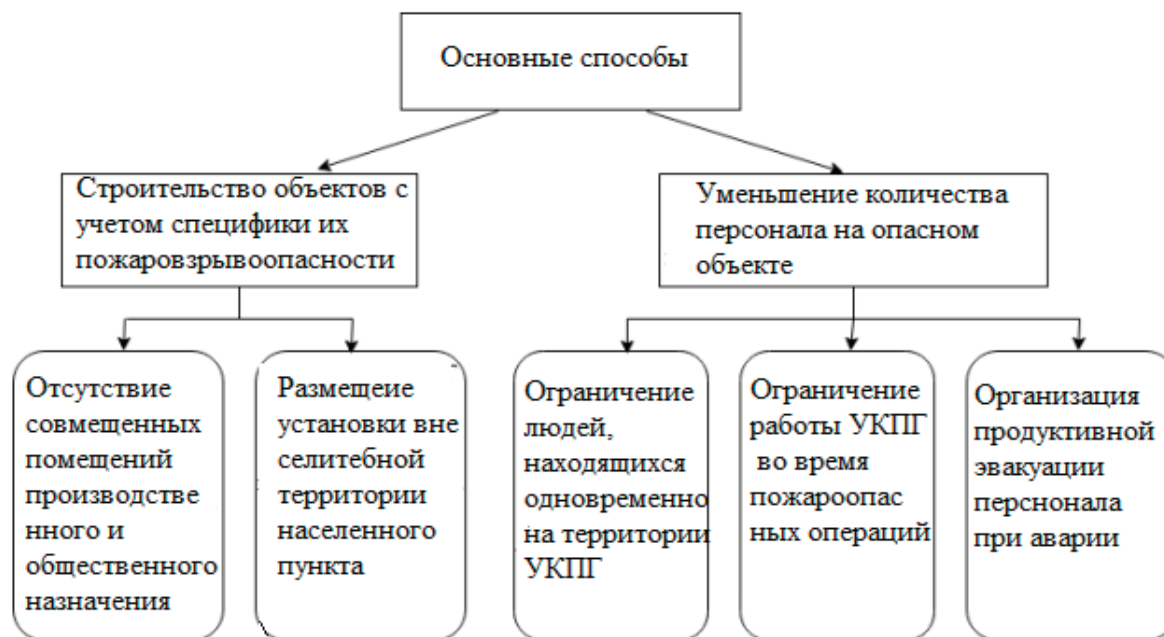 Основные способы
Строительство объектов с
учетом специфики их
пожаровзрывоопасности
Уменьшение количества
персонала на опасном
объекте
Отсутствие
совмещенных
помещений
производстве
нного и
общественного
назначения
Размещеие
установки вне
селитебной
территории
населенного
пункта
Ограничение
людей,
находящихся
одновременно
на территории
УКПГ
Ограничение
работы УКПГ
во время
пожароопас
ных операций
Организация
продуктивной
эвакуации
перснонала
при аварии